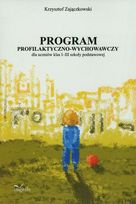 Krzysztof Zajączkowski
PROGRAM
PROFILAKTYCZNO-WYCHOWAWCZY
dla uczniów klas I-III szkoły podstawowej